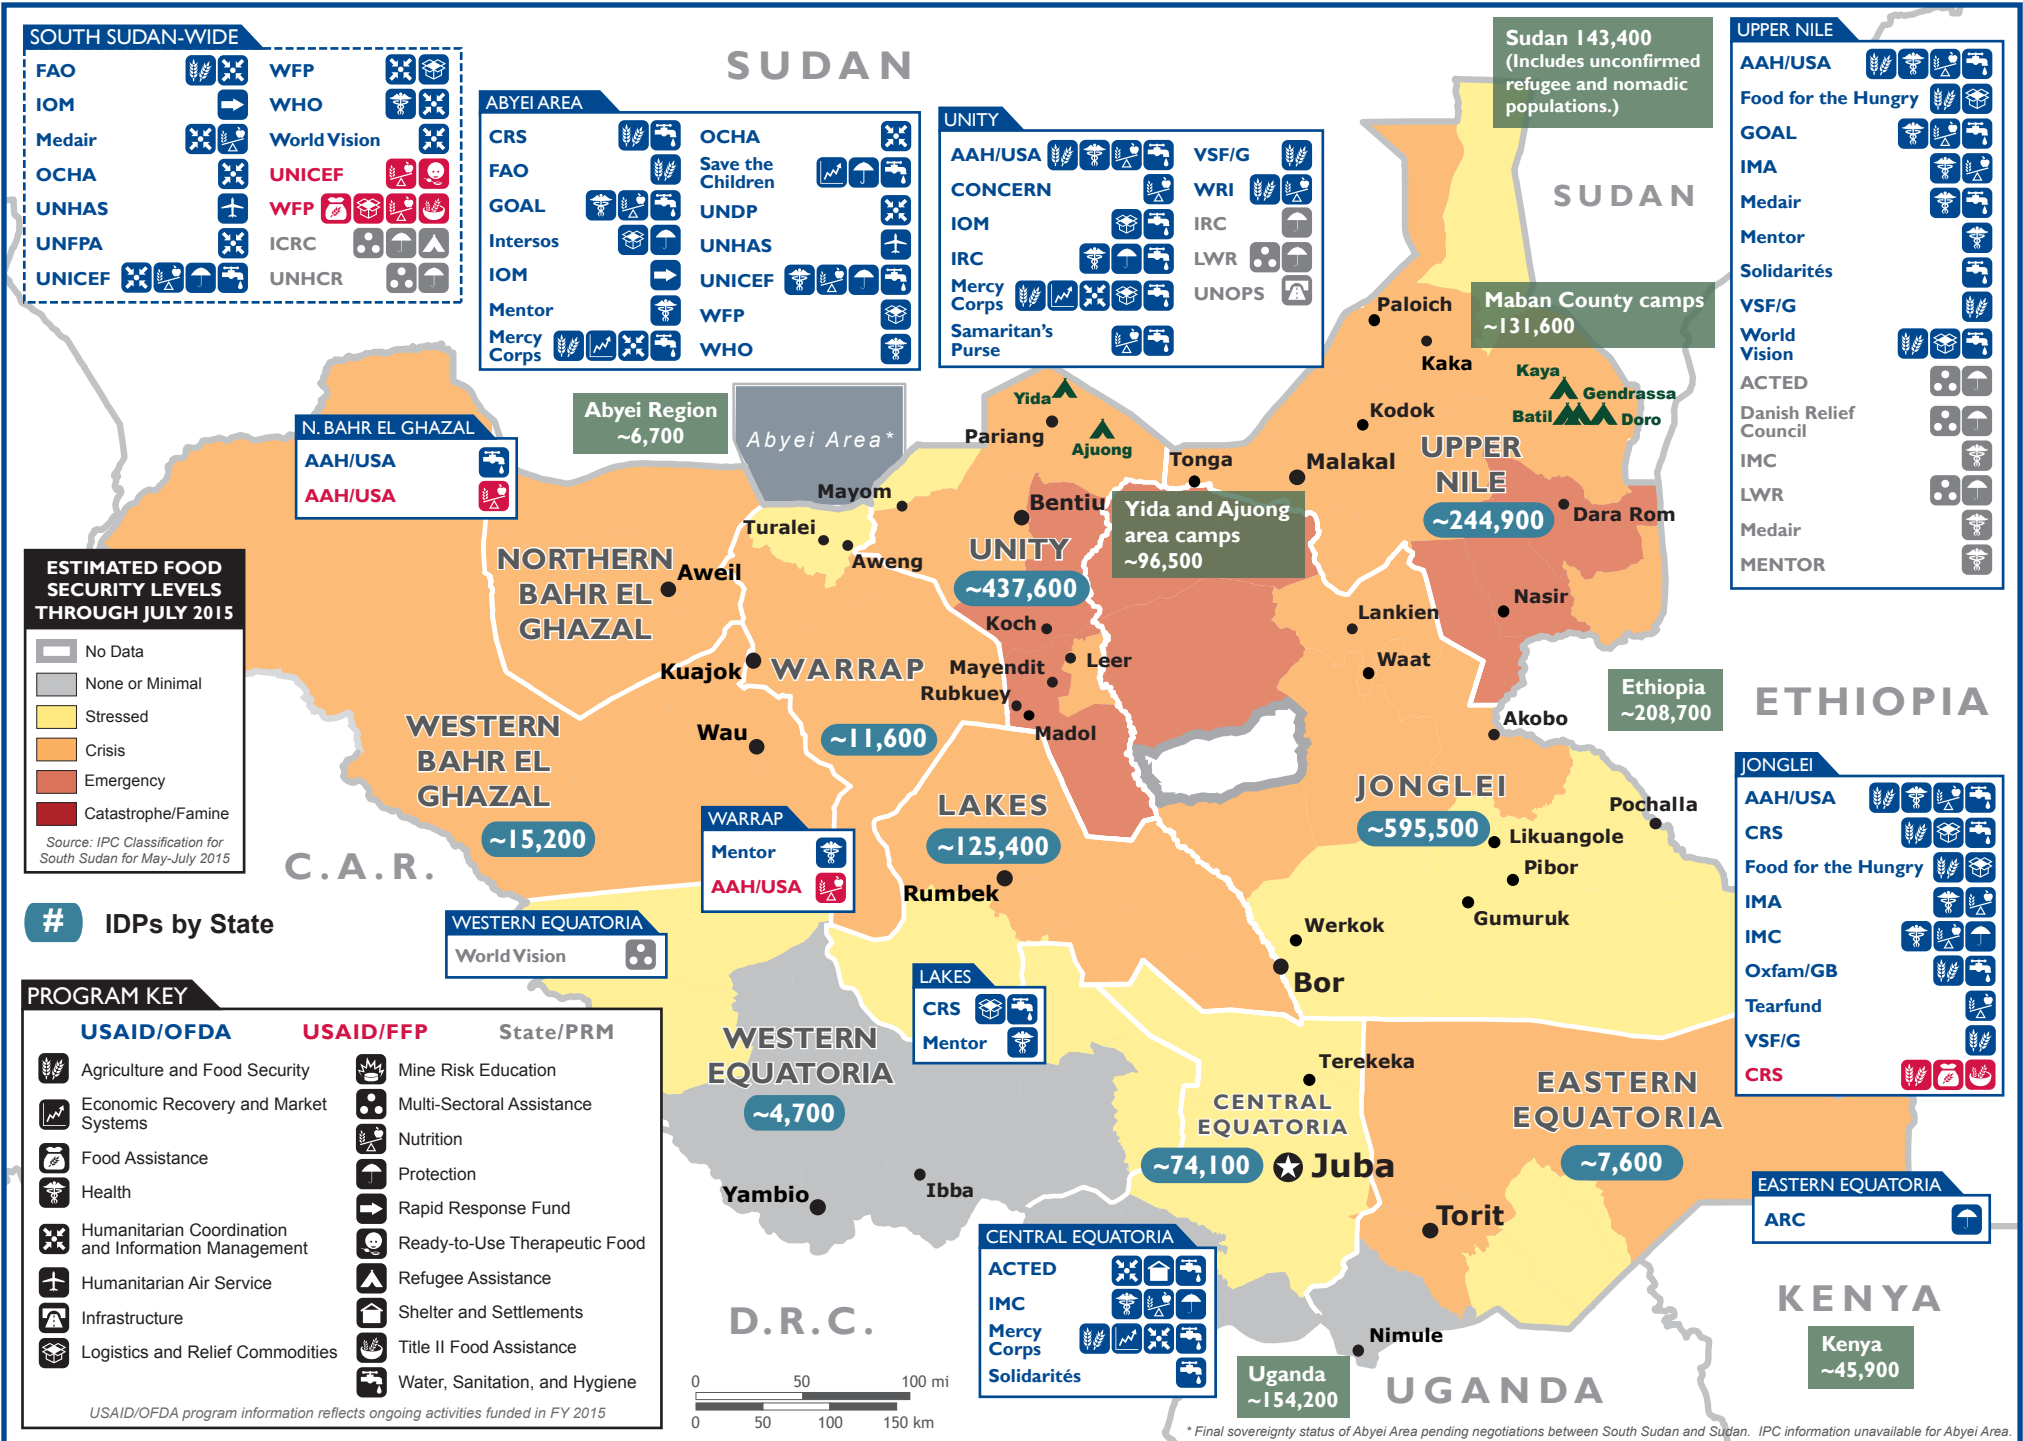 SOUTH SUDAN-WIDE
FAO
IOM
Medair
OCHA
UNHAS
UNFPA
UNICEF
WFP
WHO
World Vision
UNICEF
WFP
ICRC
UNHCR
SUDAN
ABYEI AREA
CRS
FAO
GOAL
Intersos
IOM
Mentor
Mercy
Corps
OCHA
Save the
Children
UNDP
UNHAS
UNICEF
WFP
WHO
UNITY
AAH/USA
CONCERN
IOM
IRC
Mercy
Corps
Samaritan's
Purse
VSF/G
WRI
IRC
LWR
UNOPS
Sudan 143,400
(Includes unconfirmed
refugee and nomadic
populations.)
SUDAN
UPPER NILE
AAH/USA
Food for the Hungry
GOAL
IMA
Medair
Mentor
Solidarités
VSF/G
World
Vision
ACTED
Danish Relief
Council
IMC
LWR
Medair
MENTOR
Maban County camps
~131,600
Paloich
Kaka
Kaya
Gendrassa
Batil
Doro
Kodok
UPPER
NILE
~244,900
Malakal
Tonga
Dara Rom
Nasir
Yida
Ajuong
Pariang
Abyei Region
~6,700
Abyei Area*
N. BAHR EL GHAZAL
AAH/USA
AAH/USA
Mayom
Turalei
Aweng
Bentiu
UNITY
~437,600
Yida and Ajuong
area camps
~96,500
Koch
Leer
Mayendit
Rubkuey
Madol
NORTHERN
BAHR EL
GHAZAL
Aweil
Kuajok
WARRAP
~11,600
Wau
WESTERN
BAHR EL
GHAZAL
~15,200
ESTIMATED FOOD
SECURITY LEVELS
THROUGH JULY 2015
No Data
None or Minimal
Stressed
Crisis
Emergency
Catastrophe/Famine
Source: IPC Classification for
South Sudan for May-July 2015
C.A.R.
# IDPs by State
Lankien
Waat
Akobo
Ethiopia
~208,700
ETHIOPIA
JONGLEI
~595,500
Pochalla
Likuangole
Pibor
Gumuruk
Werkok
Bor
LAKES
~125,400
Rumbek
WARRAP
Mentor
AAH/USA
WESTERN EQUATORIA
World Vision
LAKES
CRS
Mentor
JONGLEI
AAH/USA
CRS
Food for the Hungry
IMA
IMC
Oxfam/GB
Tearfund
VSF/G
CRS
WESTERN
EQUATORIA
~4,700
Yambio
Ibba
Terekeka
CENTRAL
EQUATORIA
~74,100
Juba
EASTERN
EQUATORIA
~7,600
Torit
Nimule
EASTERN EQUATORIA
ARC
CENTRAL EQUATORIA
ACTED
IMC
Mercy
Corps
Solidarités
D.R.C.
Uganda
~154,200
UGANDA
KENYA
Kenya
~45,900
PROGRAM KEY
USAID/OFDA
USAID/FFP
State/PRM
Agriculture and Food Security
Economic Recovery and Market
Systems
Food Assistance
Health
Humanitarian Coordination
and Information Management
Humanitarian Air Service
Infrastructure
Logistics and Relief Commodities
Mine Risk Education
Multi-Sectoral Assistance
Nutrition
Protection
Rapid Response Fund
Ready-to-Use Therapeutic Food
Refugee Assistance
Shelter and Settlements
Title II Food Assistance
Water, Sanitation, and Hygiene
USAID/OFDA program information reflects ongoing activities funded in FY 2015
0 50 100 mi
0 50 100 150 km
* Final sovereignty status of Abyei Area pending negotiations between South Sudan and Sudan. IPC information unavailable for Abyei Area.